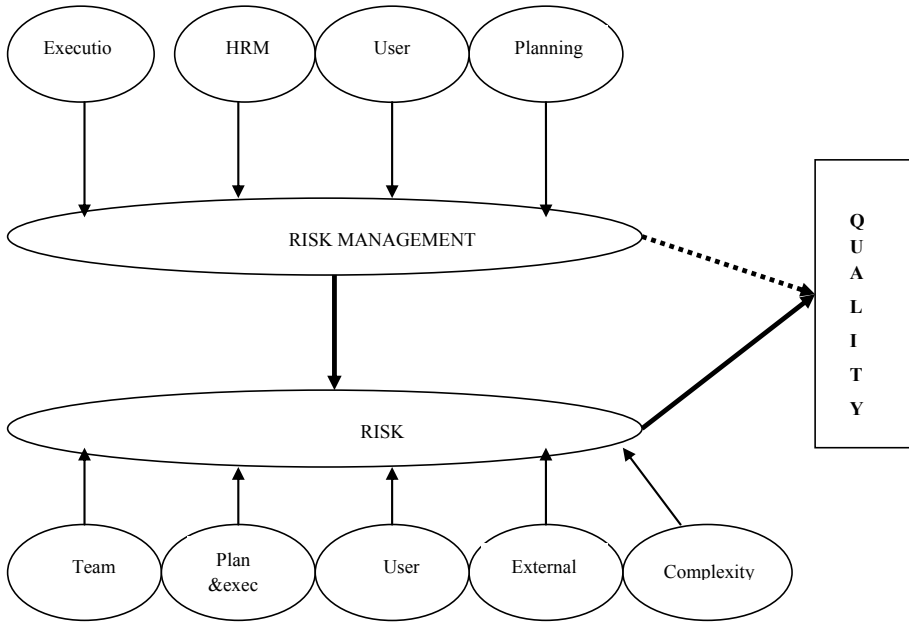 Executio
HRM
User
Planning
RISK MANAGEMENT
Q
U
A
L
I
T
Y
RISK
Team
Plan
&exec
User
External
Complexity